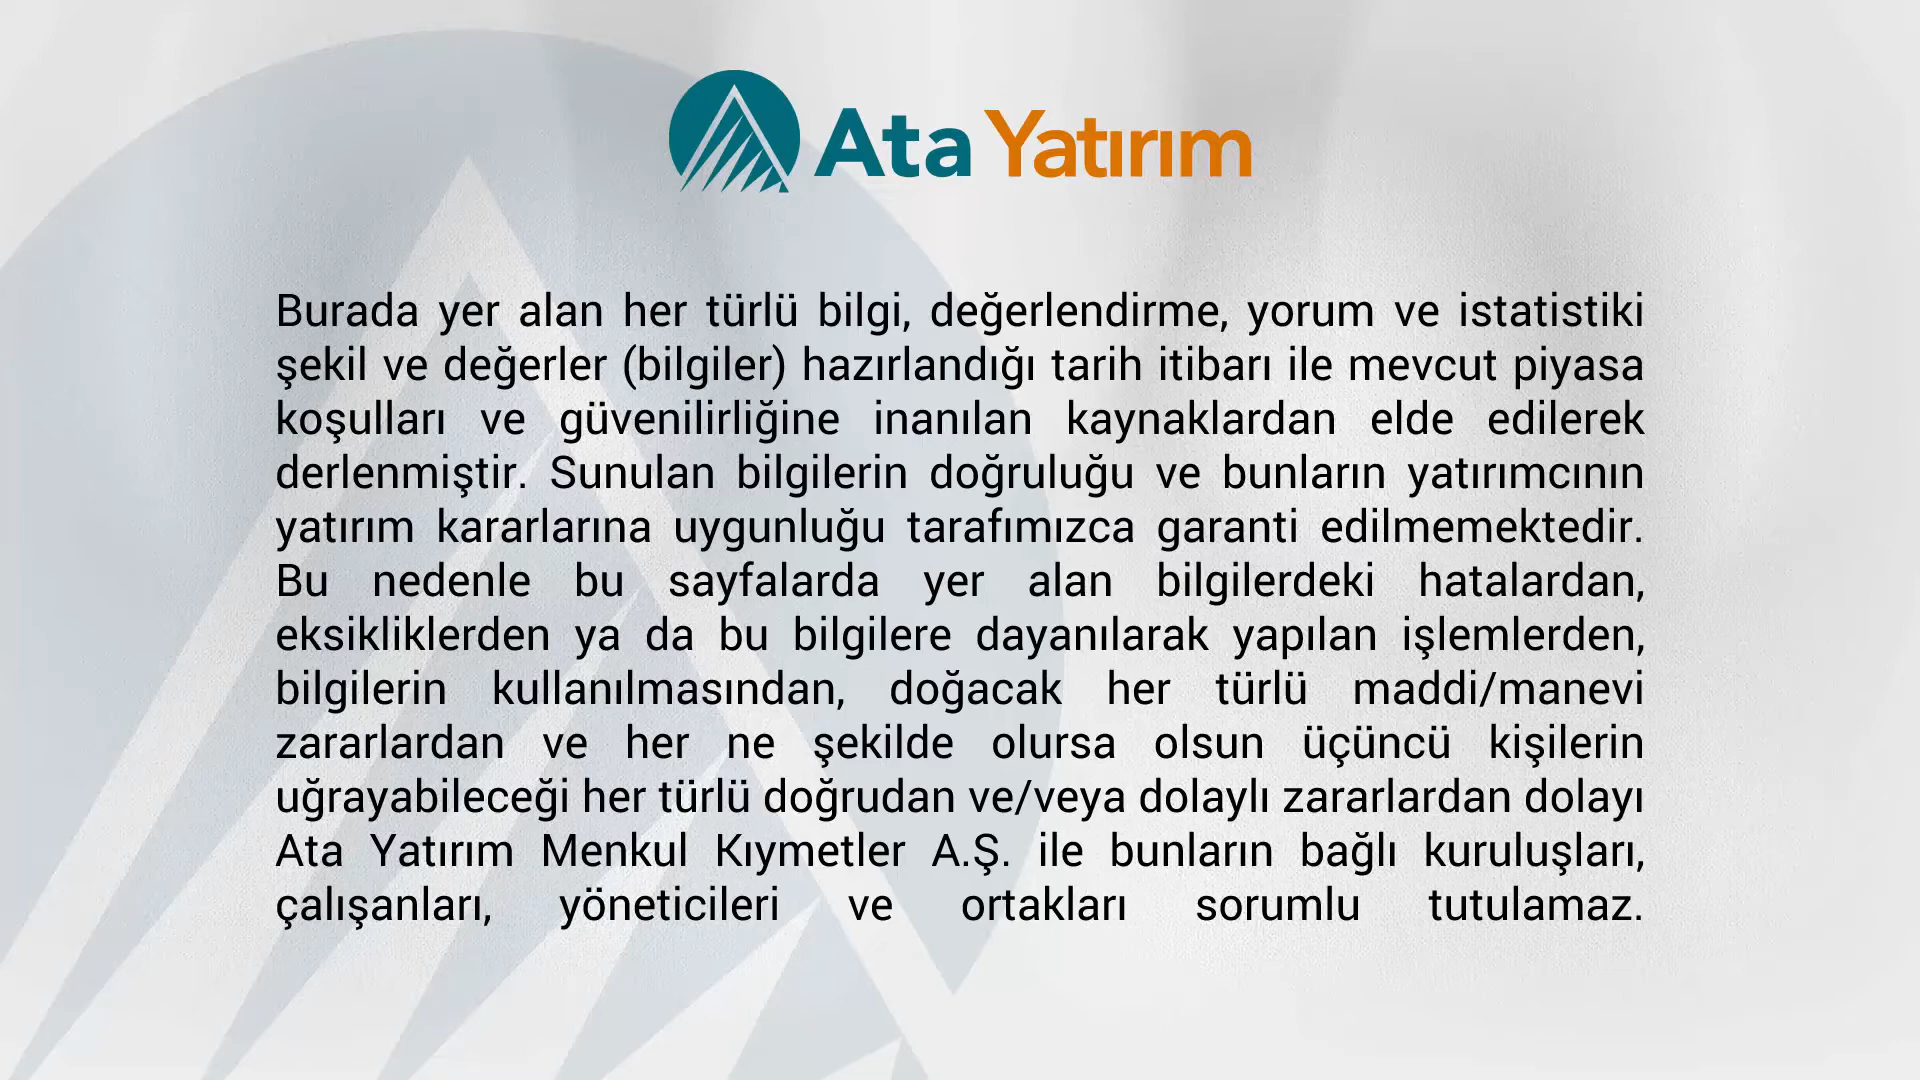 Ata Yatırım
Burada yer alan her türlü bilgi, değerlendirme, yorum ve istatistiki
şekil ve değerler (bilgiler) hazırlandığı tarih itibarı ile mevcut piyasa
koşulları ve güvenilirliğine inanılan kaynaklardan elde edilerek
derlenmiştir. Sunulan bilgilerin doğruluğu ve bunların yatırımcının
yatırım kararlarına uygunluğu tarafımızca garanti edilmemektedir.
Bu nedenle bu sayfalarda yer alan bilgilerdeki hatalardan,
eksikliklerden ya da bu bilgilere dayanılarak yapılan işlemlerden,
bilgilerin kullanılmasından, doğacak her türlü maddi/manevi
zararlardan ve her ne şekilde olursa olsun üçüncü kişilerin
uğrayabileceği her türlü doğrudan ve/veya dolaylı zararlardan dolayı
Ata Yatırım Menkul Kıymetler A.Ş. ile bunların bağlı kuruluşları,
çalışanları, yöneticileri ve ortakları sorumlu tutulamaz.